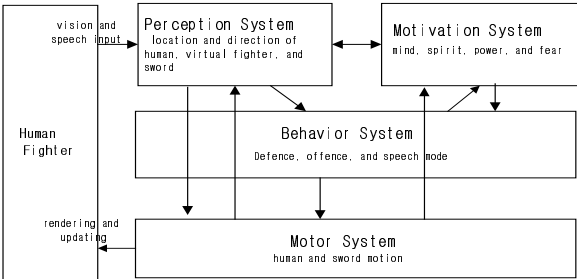 vision and
speech input
Perception System
location and direction of
human, virtual fighter, and
sword
Motivation System
mind, spirit, power, and fear
Human
Fighter
Behavior System
Defence, offence, and speech mode
rendering and
updating
Motor System
human and sword motion